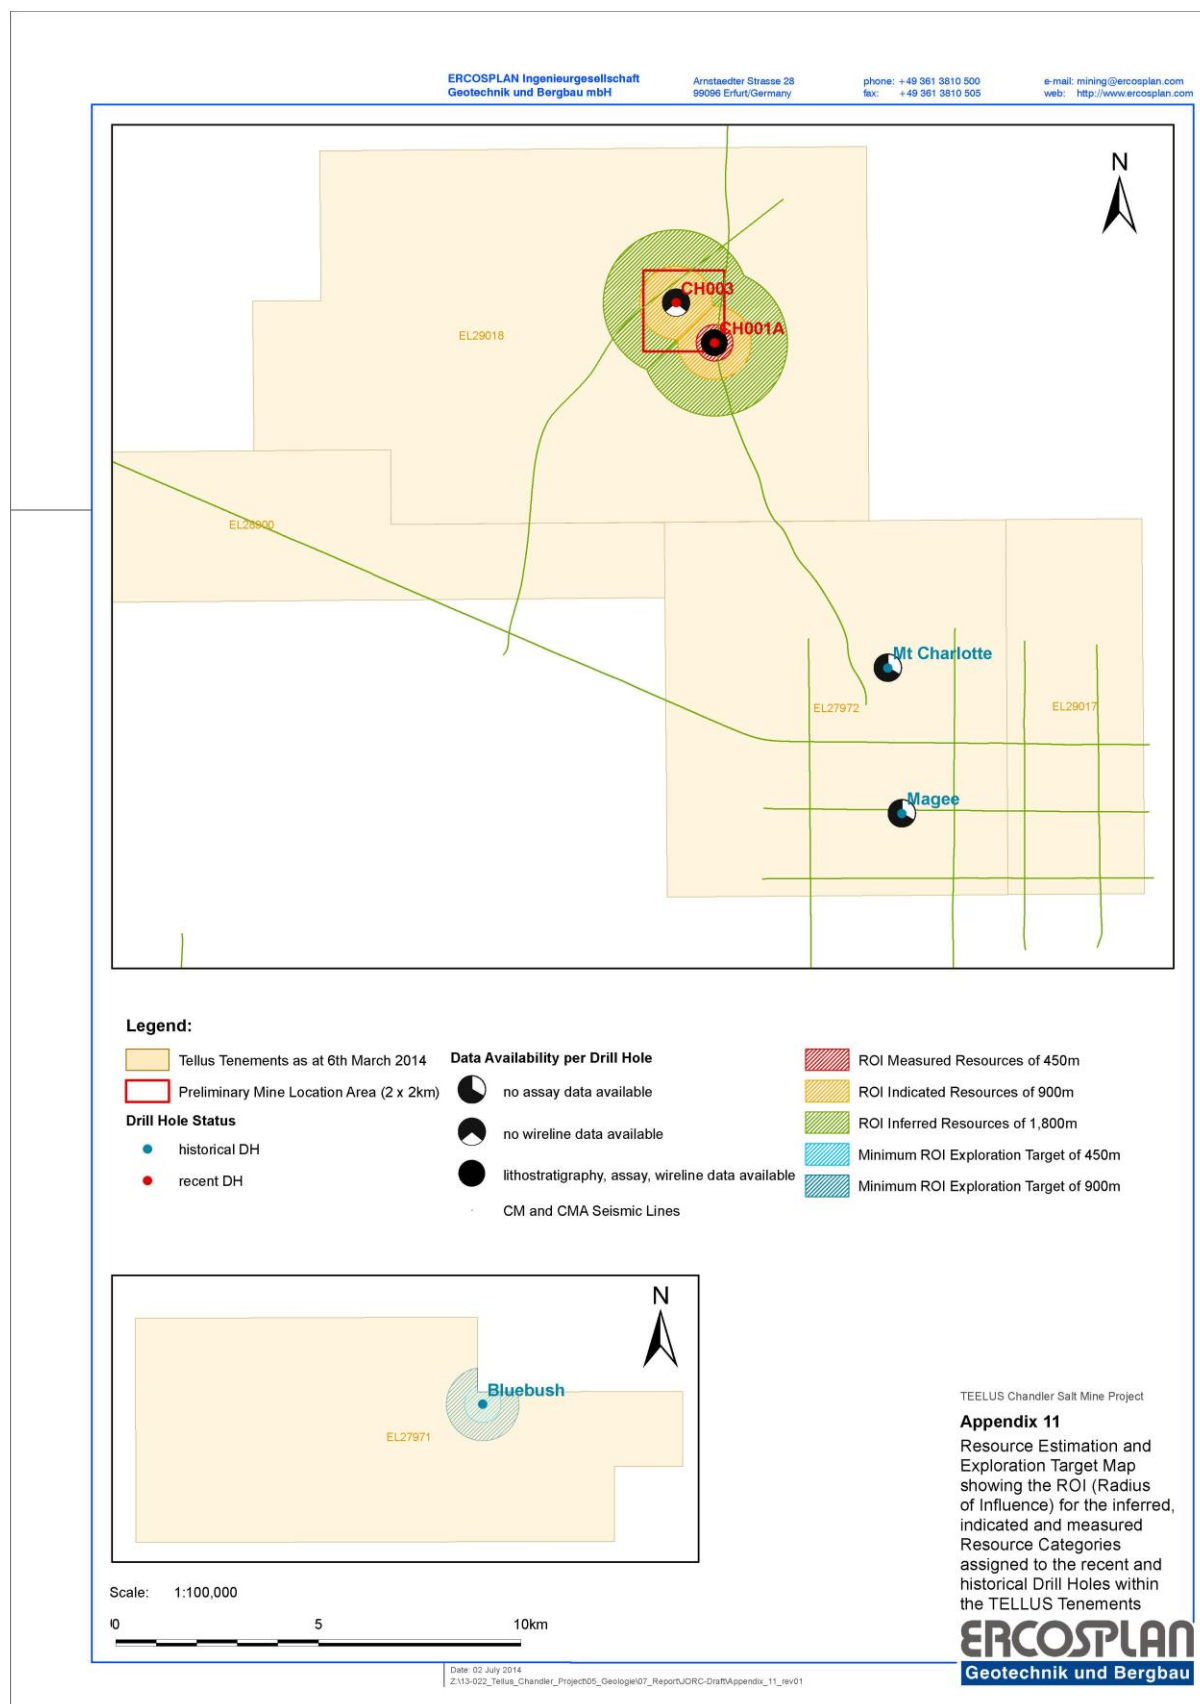 ERCOSPLAN Ingenieurgesellschaft
Geotechnik und Bergbau mbH
Arnstaedter Strasse 28
99096 Erfurt/Germany
phone: +49 361 3810 500
fax: +49 361 3810 505
e-mail: mining@ercosplan.com
web: http://www.ercosplan.com
N
CH003
CH001A
EL29018
EL28900
Mt Charlotte
EL27972
EL29017
Magee
Legend:
Tellus Tenements as at 6th March 2014
Preliminary Mine Location Area (2 x 2km)
Drill Hole Status
historical DH
recent DH
Data Availability per Drill Hole
no assay data available
no wireline data available
lithostratigraphy, assay, wireline data available
CM and CMA Seismic Lines
ROI Measured Resources of 450m
ROI Indicated Resources of 900m
ROI Inferred Resources of 1,800m
Minimum ROI Exploration Target of 450m
Minimum ROI Exploration Target of 900m
N
Bluebush
EL27971
TEELUS Chandler Salt Mine Project
Appendix 11
Resource Estimation and
Exploration Target Map
showing the ROI (Radius
of Influence) for the inferred,
indicated and measured
Resource Categories
assigned to the recent and
historical Drill Holes within
the TELLUS Tenements
Scale: 1:100,000
0 5 10km
ERCOSPLAN
Geotechnik und Bergbau
Date: 02 July 2014
Z:\13-022_Tellus_Chandler_Project\05_Geologie\07_Report\JORC-Draft\Appendix_11_rev01